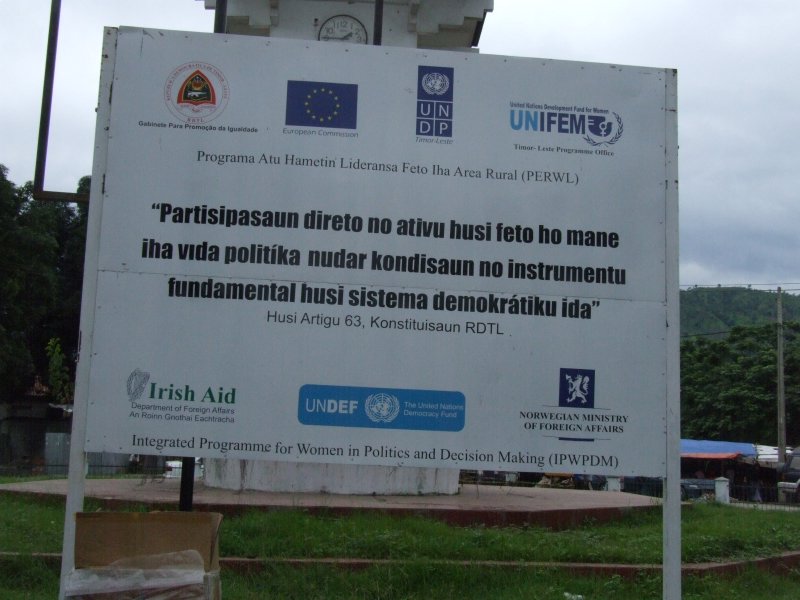 RDTL
Gabinete Para Promoção da Igualdade
European Commission
UN
DP
Timor-Leste
United Nations Development Fund for Women
UNIFEM
Timor- Leste Programme Office
Programa Atu Hametin Lideransa Feto Iha Area Rural (PERWL)
“Partisipasaun direto no ativu husi feto ho mane
iha vida politíka nudar kondisaun no instrumentu
fundamental husi sistema demokrátiku ida”
Husi Artigu 63, Konstituisaun RDTL
Irish Aid
Department of Foreign Affairs
An Roinn Gnothaí Eachtracha
UNDEF
The United Nations
Democracy Fund
NORWEGIAN MINISTRY
OF FOREIGN AFFAIRS
Integrated Programme for Women in Politics and Decision Making (IPWPDM)